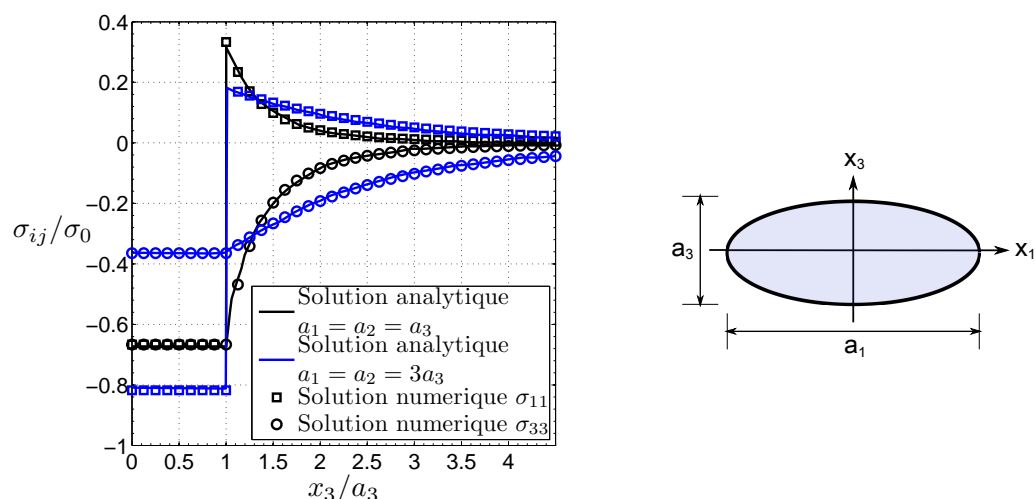 0.4
0.2
0
−0.2
−0.4
−0.6
−0.8
−1
σij/σ0
0 0.5 1 1.5 2 2.5 3 3.5 4
x3/a3
Solution analytique
a1 = a2 = a3
Solution analytique
a1 = a2 = 3a3
Solution numerique σ11
Solution numerique σ33
x3
a3
x1
a1